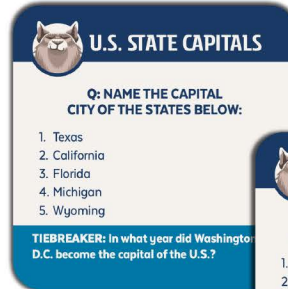 U.S. STATE CAPITALS
Q: NAME THE CAPITAL
CITY OF THE STATES BELOW:
1. Texas
2. California
3. Florida
4. Michigan
5. Wyoming
TIEBREAKER: In what year did Washington
D.C. become the capital of the U.S.?
1.
2